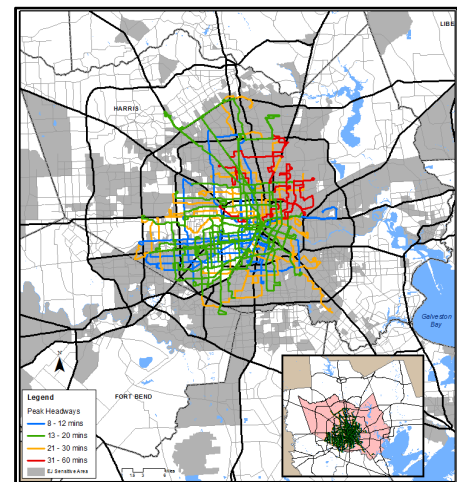 LIBE
HARRIS
Galveston
Bay
FORT BEND
Legend
Peak Headways
8 - 12 mins
13 - 20 mins
21 - 30 mins
31 - 60 mins
EJ Sensitive Area
Miles